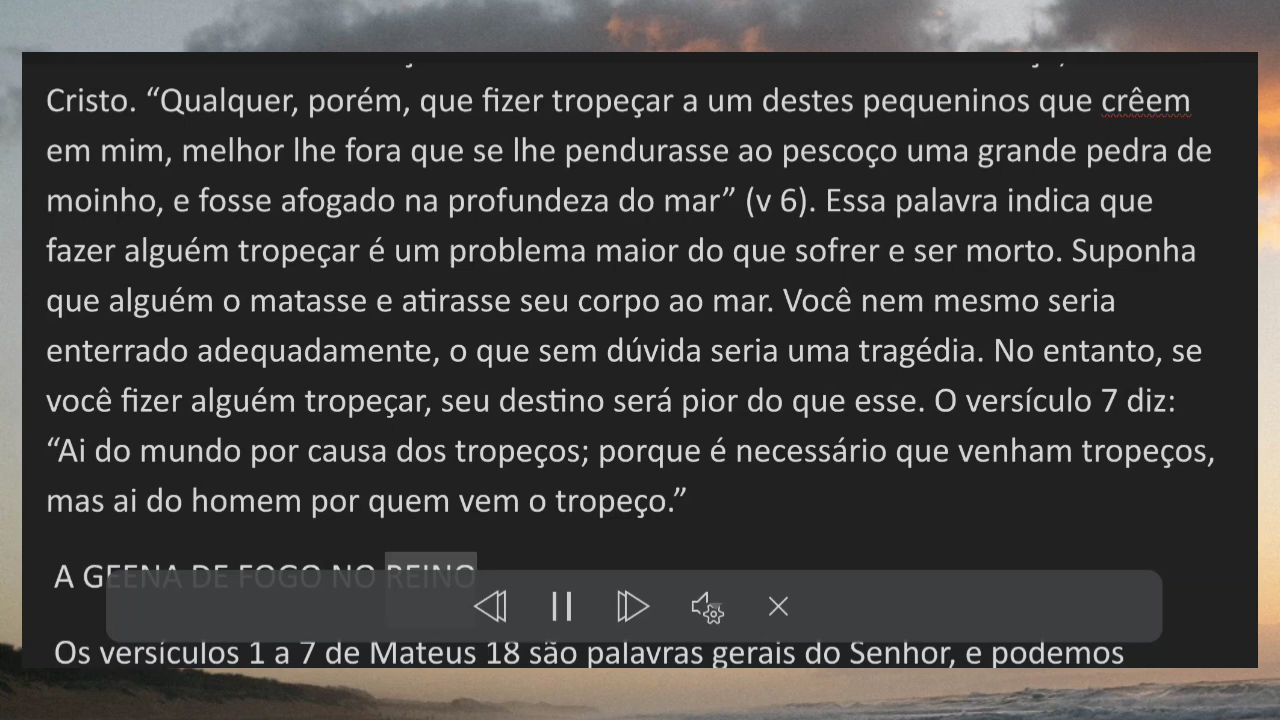 Cristo. “Qualquer, porém, que fizer tropeçar a um destes pequeninos que crêem
em mim, melhor lhe fora que se lhe pendurasse ao pescoço uma grande pedra de
moinho, e fosse afogado na profundeza do mar” (v 6). Essa palavra indica que
fazer alguém tropeçar é um problema maior do que sofrer e ser morto. Suponha
que alguém o matasse e atirasse seu corpo ao mar. Você nem mesmo seria
enterrado adequadamente, o que sem dúvida seria uma tragédia. No entanto, se
você fizer alguém tropeçar, seu destino será pior do que esse. O versículo 7 diz:
“Ai do mundo por causa dos tropeços; porque é necessário que venham tropeços,
mas ai do homem por quem vem o tropeço.”
A GEENA DE FOGO NO REINO
Os versículos 1 a 7 de Mateus 18 são palavras gerais do Senhor, e podemos